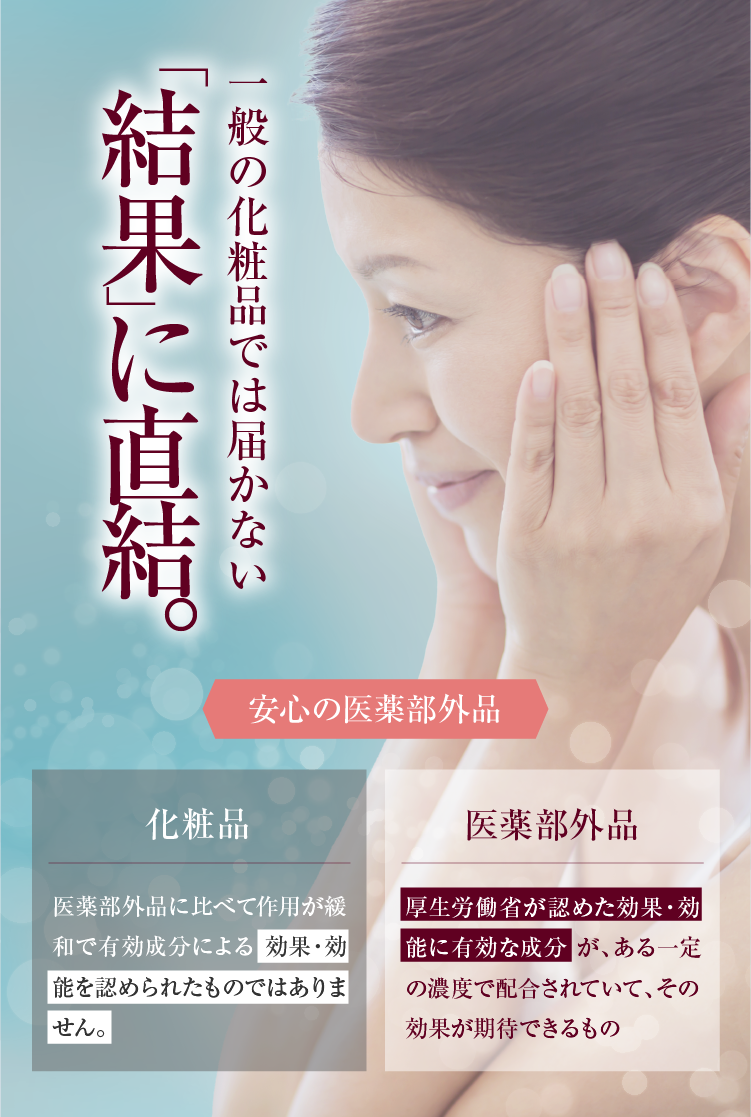 一般の化粧品では届かない
「結果」に直結。
安心の医薬部外品
化粧品
医薬部外品に比べて作用が緩
和で有効成分による 効果・効
能を認められたものではありま
せん。
医薬部外品
厚生労働省が認めた効果・効
能に有効な成分 が、ある一定
の濃度で配合されていて、その
効果が期待できるもの